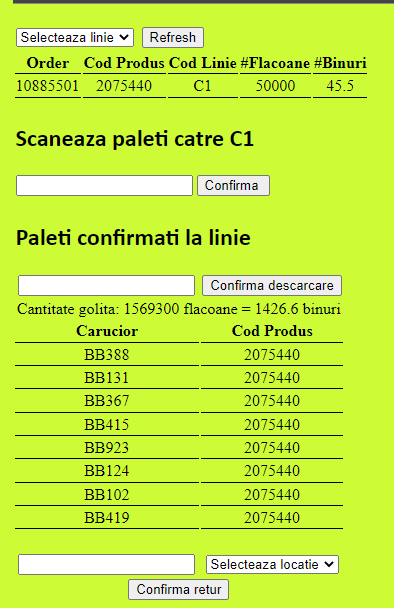 Selecteaza linie Refresh
Order Cod Produs Cod Linie #Flacoane #Binuri
10885501 2075440 C1 50000 45.5
Scaneaza paleti catre C1
Confirma
Paleti confirmati la linie
Confirma descarcare
Cantitate golita: 1569300 flacoane = 1426.6 binuri
Carucior Cod Produs
BB388 2075440
BB131 2075440
BB367 2075440
BB415 2075440
BB923 2075440
BB124 2075440
BB102 2075440
BB419 2075440
Selecteaza locatie
Confirma retur